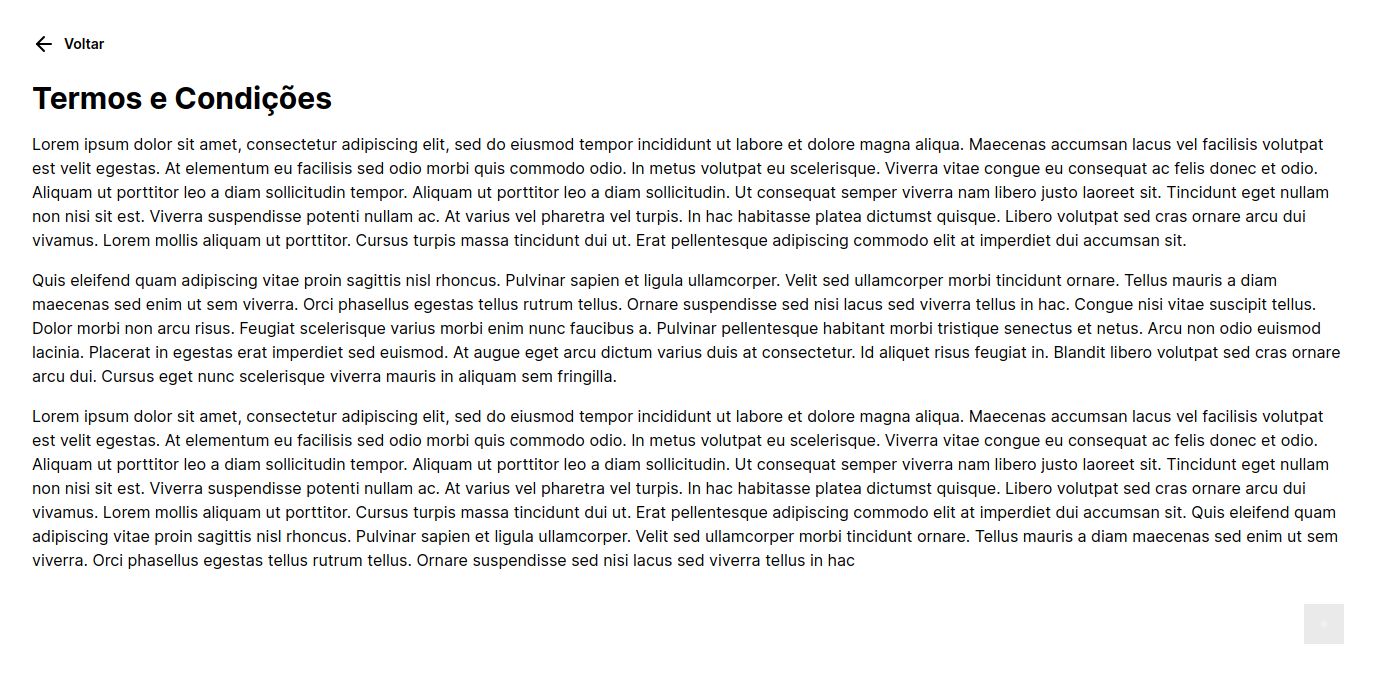 Voltar
Termos e Condições
Lorem ipsum dolor sit amet, consectetur adipiscing elit, sed do eiusmod tempor incididunt ut labore et dolore magna aliqua. Maecenas accumsan lacus vel facilisis volutpat
est velit egestas. At elementum eu facilisis sed odio morbi quis commodo odio. In metus volutpat eu scelerisque. Viverra vitae congue eu consequat ac felis donec et odio.
Aliquam ut porttitor leo a diam sollicitudin tempor. Aliquam ut porttitor leo a diam sollicitudin. Ut consequat semper viverra nam libero justo laoreet sit. Tincidunt eget nullam
non nisi sit est. Viverra suspendisse potenti nullam ac. At varius vel pharetra vel turpis. In hac habitasse platea dictumst quisque. Libero volutpat sed cras ornare arcu dui
vivamus. Lorem mollis aliquam ut porttitor. Cursus turpis massa tincidunt dui ut. Erat pellentesque adipiscing commodo elit at imperdiet dui accumsan sit.
Quis eleifend quam adipiscing vitae proin sagittis nisl rhoncus. Pulvinar sapien et ligula ullamcorper. Velit sed ullamcorper morbi tincidunt ornare. Tellus mauris a diam
maecenas sed enim ut sem viverra. Orci phasellus egestas tellus rutrum tellus. Ornare suspendisse sed nisi lacus sed viverra tellus in hac. Congue nisi vitae suscipit tellus.
Dolor morbi non arcu risus. Feugiat scelerisque varius morbi enim nunc faucibus a. Pulvinar pellentesque habitant morbi tristique senectus et netus. Arcu non odio euismod
lacinia. Placerat in egestas erat imperdiet sed euismod. At augue eget arcu dictum varius duis at consectetur. Id aliquet risus feugiat in. Blandit libero volutpat sed cras ornare
arcu dui. Cursus eget nunc scelerisque viverra mauris in aliquam sem fringilla.
Lorem ipsum dolor sit amet, consectetur adipiscing elit, sed do eiusmod tempor incididunt ut labore et dolore magna aliqua. Maecenas accumsan lacus vel facilisis volutpat
est velit egestas. At elementum eu facilisis sed odio morbi quis commodo odio. In metus volutpat eu scelerisque. Viverra vitae congue eu consequat ac felis donec et odio.
Aliquam ut porttitor leo a diam sollicitudin tempor. Aliquam ut porttitor leo a diam sollicitudin. Ut consequat semper viverra nam libero justo laoreet sit. Tincidunt eget nullam
non nisi sit est. Viverra suspendisse potenti nullam ac. At varius vel pharetra vel turpis. In hac habitasse platea dictumst quisque. Libero volutpat sed cras ornare arcu dui
vivamus. Lorem mollis aliquam ut porttitor. Cursus turpis massa tincidunt dui ut. Erat pellentesque adipiscing commodo elit at imperdiet dui accumsan sit. Quis eleifend quam
adipiscing vitae proin sagittis nisl rhoncus. Pulvinar sapien et ligula ullamcorper. Velit sed ullamcorper morbi tincidunt ornare. Tellus mauris a diam maecenas sed enim ut sem
viverra. Orci phasellus egestas tellus rutrum tellus. Ornare suspendisse sed nisi lacus sed viverra tellus in hac